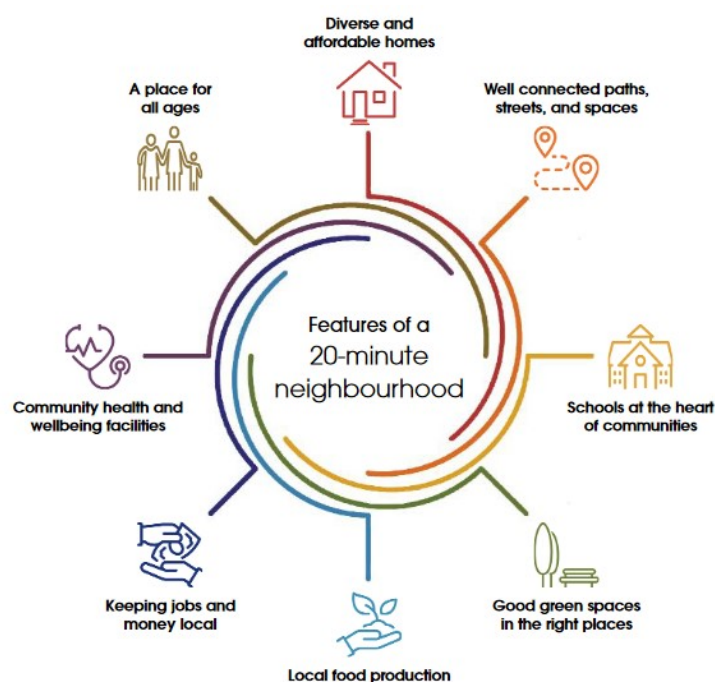 Diverse and
affordable homes
Well connected paths,
streets, and spaces
Schools at the heart
of communities
Good green spaces
in the right places
Local food production
Keeping jobs and
money local
Community health and
wellbeing facilities
A place for
all ages
Features of a
20-minute
neighbourhood